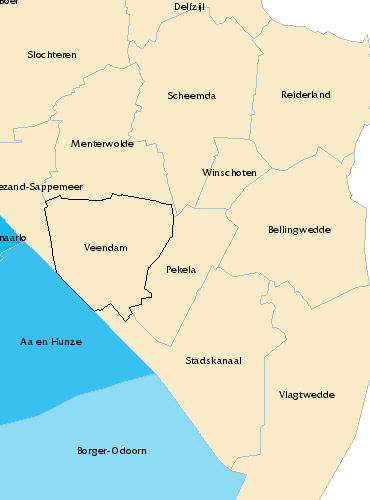 Delfzijl
Slochteren
Scheemda
Reiderland
Menterwolde
Winschoten
ezand-Sappemeer
Bellingwedde
naarlo
Veendam
Pekela
Aa en Hunze
Stadskanaal
Vlagtwedde
Borger-Odoorn